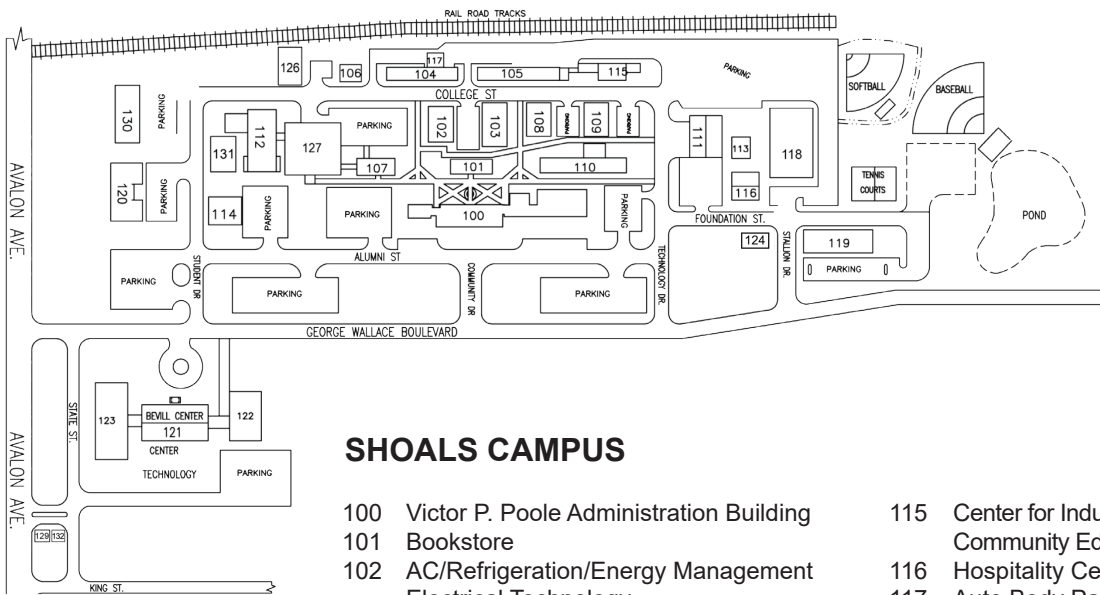 RAIL ROAD TRACKS
126
106
117
104
105
115
PARKING
SOFTBALL
BASEBALL
COLLEGE ST
130
PARKING
112
131
127
PARKING
107
102
103
108
PARKING
109
PARKING
101
110
111
113
118
116
TENNIS
COURTS
POND
AVALON AVE.
120
PARKING
114
PARKING
PARKING
100
PARKING
FOUNDATION ST.
124
STALLION DR.
119
PARKING
ALUMNI ST
STUDENT DR
PARKING
PARKING
COMMUNITY DR
PARKING
TECHNOLOGY DR.
GEORGE WALLACE BOULEVARD
STATE ST.
123
BEVILL CENTER
121
122
CENTER
TECHNOLOGY
PARKING
AVALON AVE.
129 132
KING ST.
SHOALS CAMPUS
100 Victor P. Poole Administration Building
101 Bookstore
102 AC/Refrigeration/Energy Management
Electrical Technology
115 Center for Indu
Community Ed
116 Hospitality Ce
117 Auto Body Pa